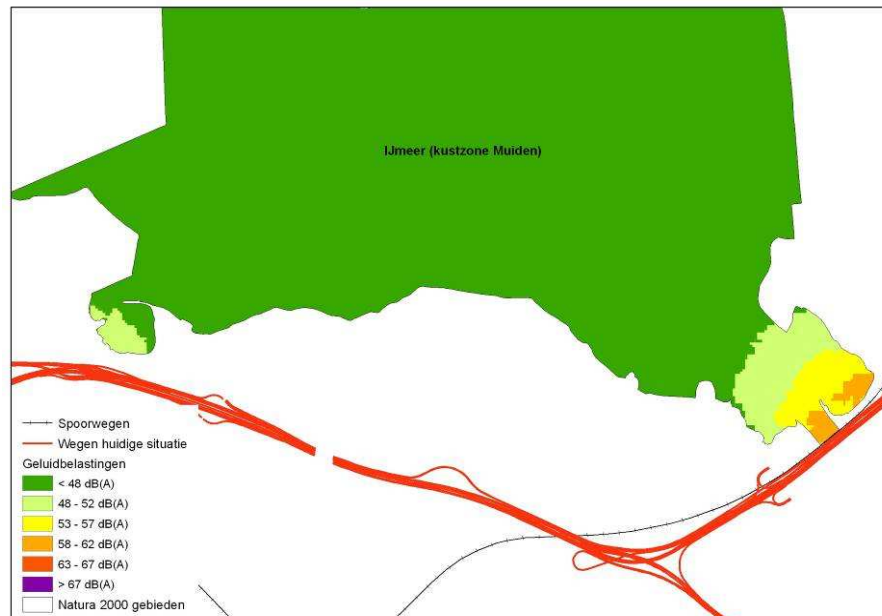 IJmeer (kustzone Muiden)
Spoorwegen
Wegen huidige situatie
Geluidbelastingen
< 48 dB(A)
48 - 52 dB(A)
53 - 57 dB(A)
58 - 62 dB(A)
63 - 67 dB(A)
> 67 dB(A)
Natura 2000 gebieden